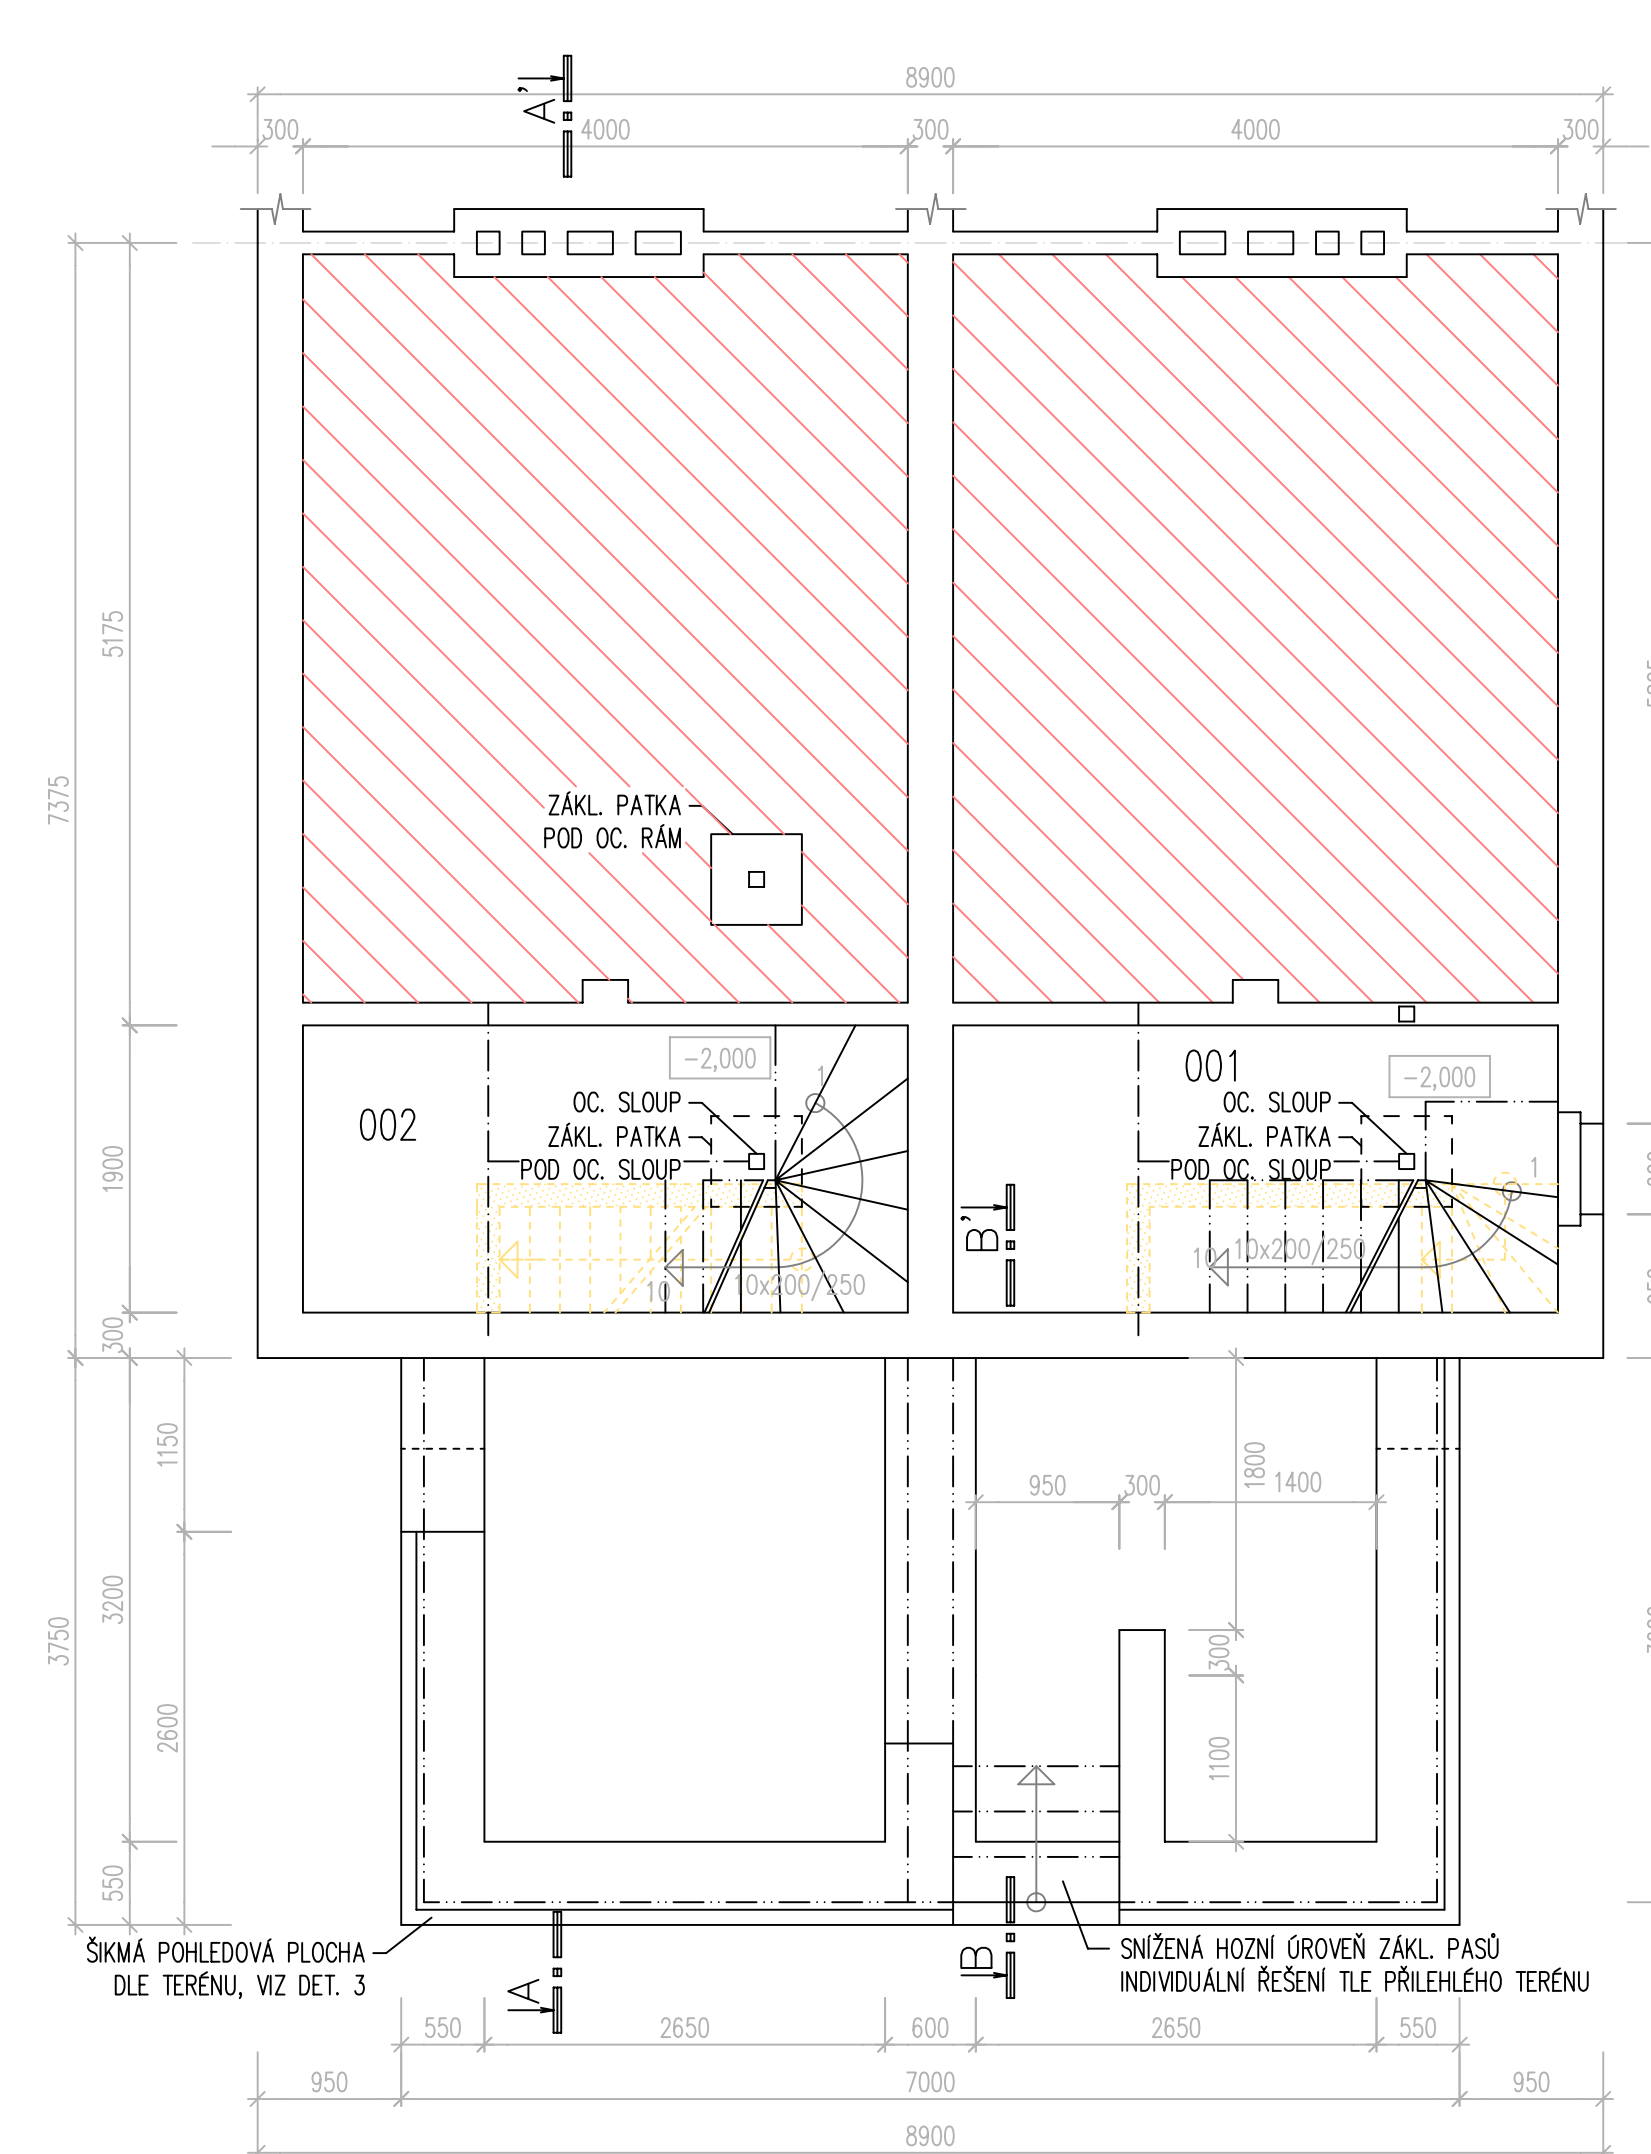 8900
A'
300
4000
300
4000
300
5175
7375
ZÁKL. PATKA
POD OC. RÁM
-2,000
001
-2,000
1
002
OC. SLOUP
ZÁKL. PATKA
POD OC. SLOUP
OC. SLOUP
ZÁKL. PATKA
POD OC. SLOUP
1
1900
B'
10
10x200/250
10
10x200/250
300
1150
1800
950
300
1400
3200
3750
300
2600
1100
550
ŠIKMÁ POHLEDOVÁ PLOCHA
DLE TERÉNU, VIZ DET. 3
A
B
SNÍŽENÁ HOZNÍ ÚROVEŇ ZÁKL. PASŮ
INDIVIDUÁLNÍ ŘEŠENÍ TLE PŘILEHLÉHO TERÉNU
550
2650
600
2650
550
950
7000
950
8900